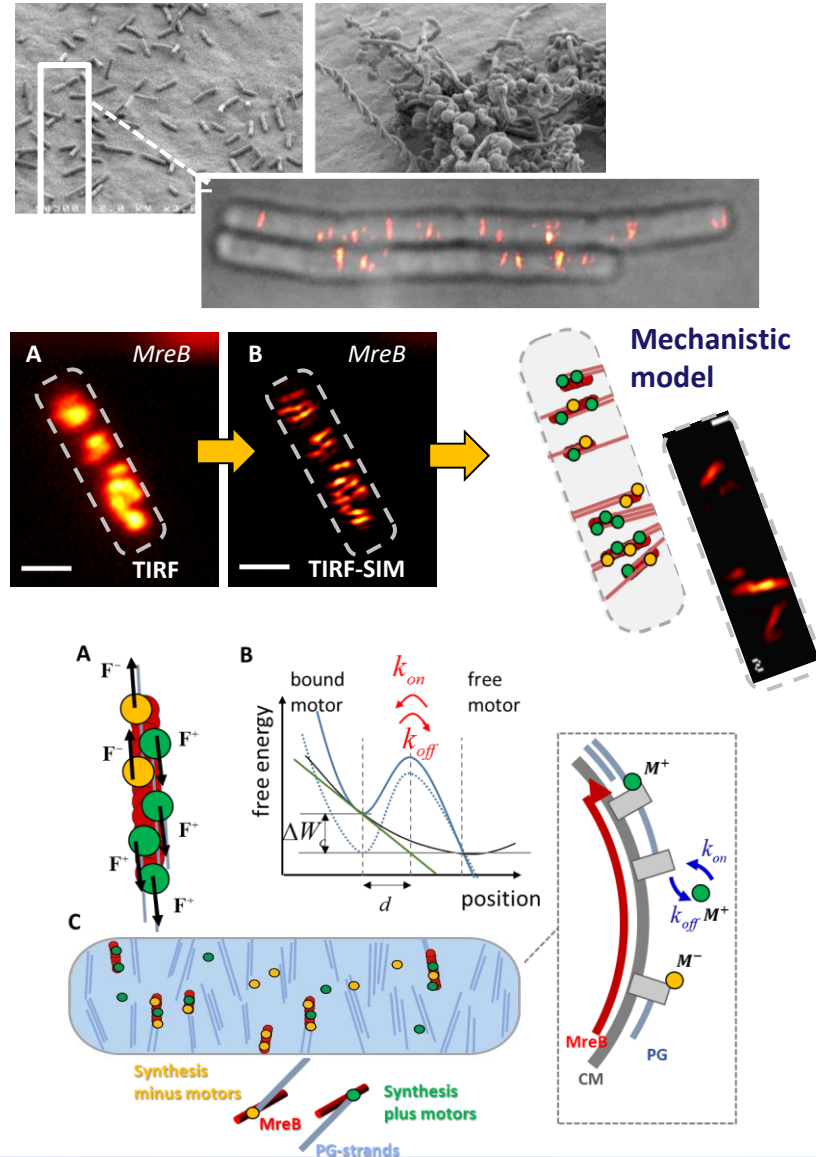 A
MreB
TIRF
B
MreB
TIRF-SIM
Mechanistic
model
A
F⁻
F⁻
F⁺
F⁺
F⁺
F⁺
B
bound
motor
k_on
k_off
free
motor
free energy
ΔW_c
d
position
M⁺
k_on
k_off
M⁺
M⁻
MreB
PG
CM
C
Synthesis
minus motors
MreB
Synthesis
plus motors
PG-strands